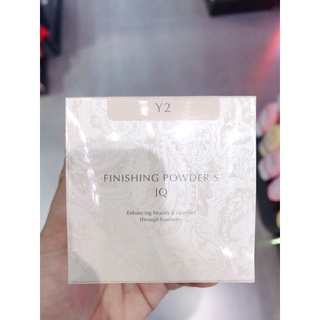 Y2
FINISHING POWDER S
JQ
Enhancing beauty & comfort
through harmony